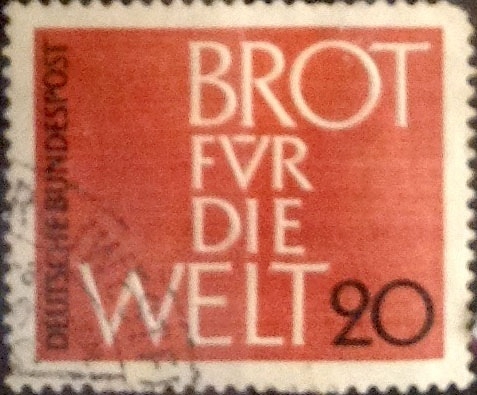 DEUTSCHE BUNDESPOST
BROT
FÜR
DIE
WELT 20